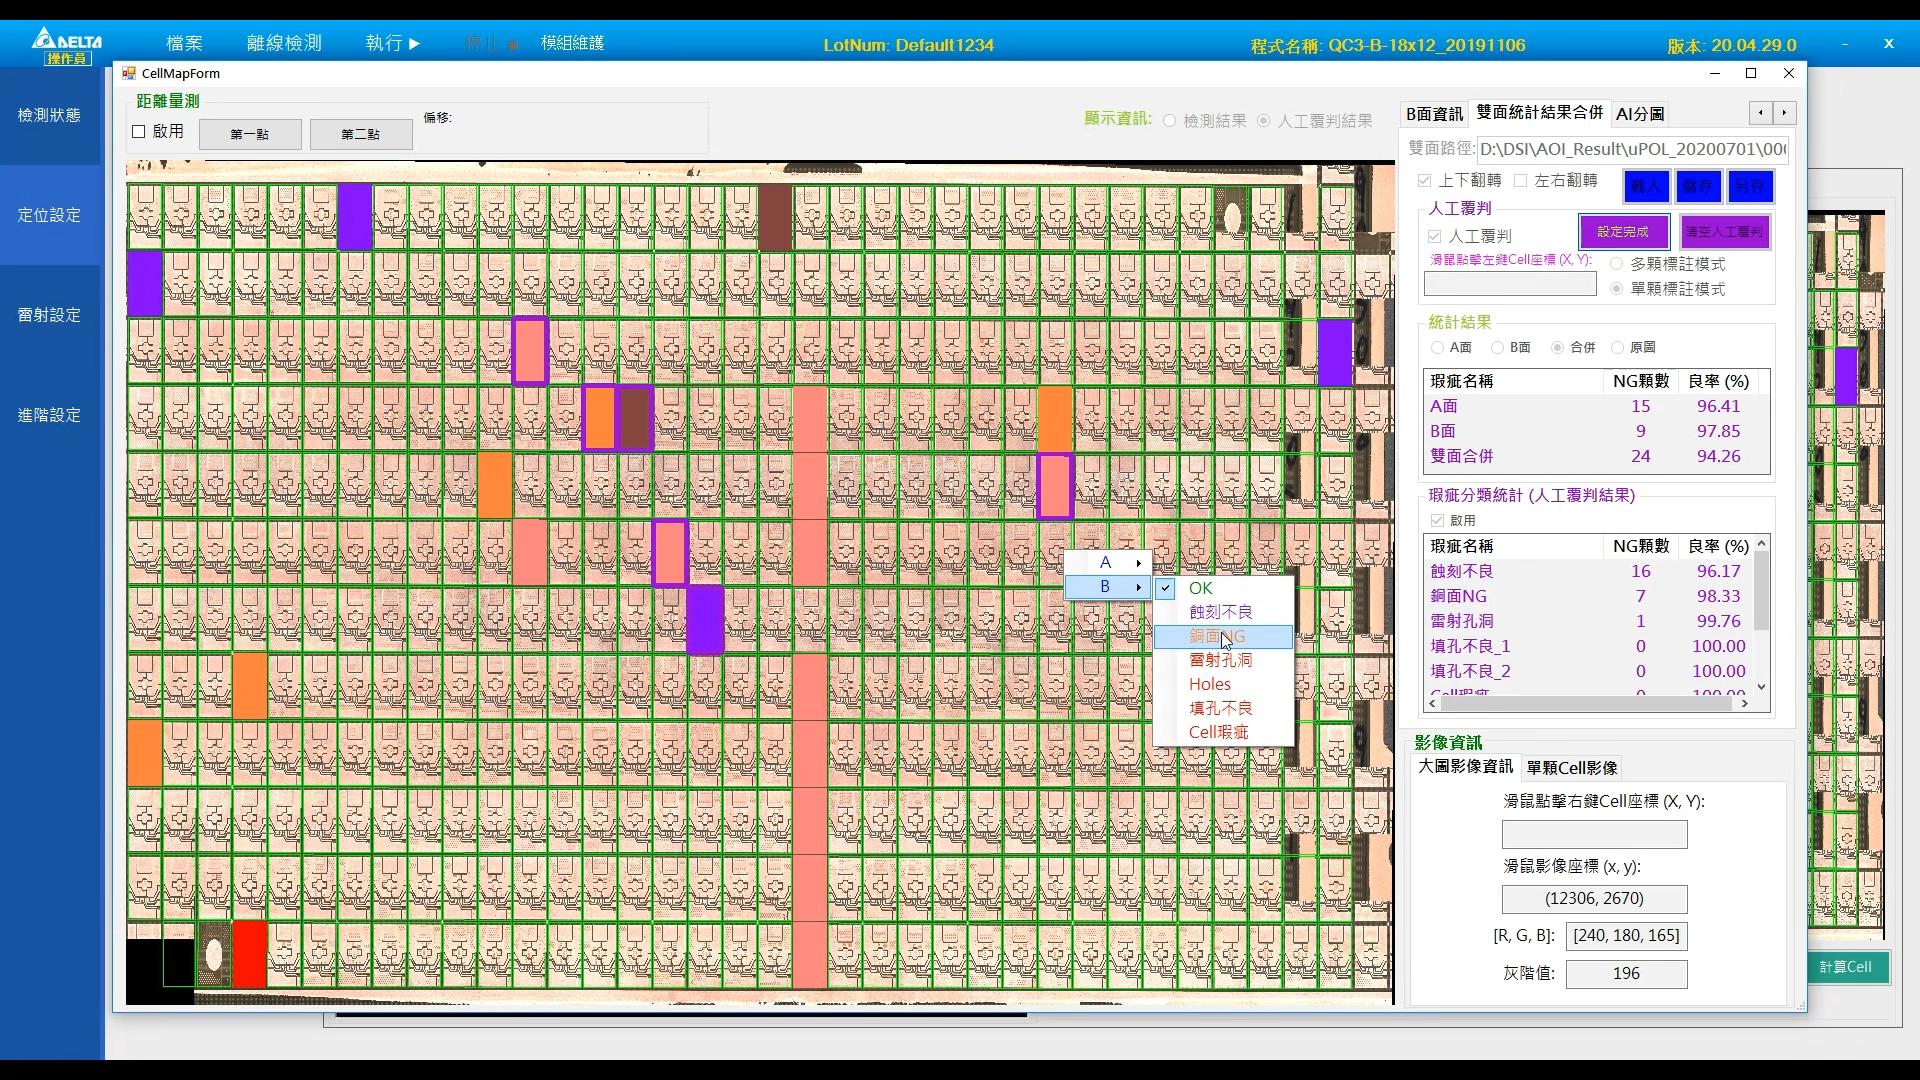 DELTA
操作員
檔案
離線檢測
執行
停止
模組維護
LotNum: Default1234
程式名稱: QC3-B-18x12_20191106
版本: 20.04.29.0
檢測狀態
定位設定
雷射設定
進階設定
CellMapForm
距離量測
啟用
第一點
第二點
偏移:
顯示資訊:
檢測結果
人工覆判結果
B面資訊
雙面統計結果合併
AI分圖
雙面路徑:
D:\DSI\AOI_Result\uPOL_20200701\00
上下翻轉
左右翻轉
載入
儲存
另存
人工覆判
人工覆判
設定完成
清空人工覆判
滑鼠點擊左鍵Cell座標 (X, Y):
多顆標註模式
單顆標註模式
統計結果
A面
B面
合併
原圖
瑕疵名稱 NG顆數 良率 (%)
A面 15 96.41
B面 9 97.85
雙面合併 24 94.26
瑕疵分類統計 (人工覆判結果)
啟用
瑕疵名稱 NG顆數 良率 (%)
蝕刻不良 16 96.17
銅面NG 7 98.33
雷射孔洞 1 99.76
填孔不良_1 0 100.00
填孔不良_2 0 100.00
Cell瑕疵 0 100.00
A
B
OK
蝕刻不良
銅面NG
雷射孔洞
Holes
填孔不良
Cell瑕疵
影像資訊
大圖影像資訊
單顆Cell影像
滑鼠點擊右鍵Cell座標 (X, Y):
滑鼠影像座標 (x, y):
(12306, 2670)
[R, G, B]: [240, 180, 165]
灰階值: 196
計算Cell